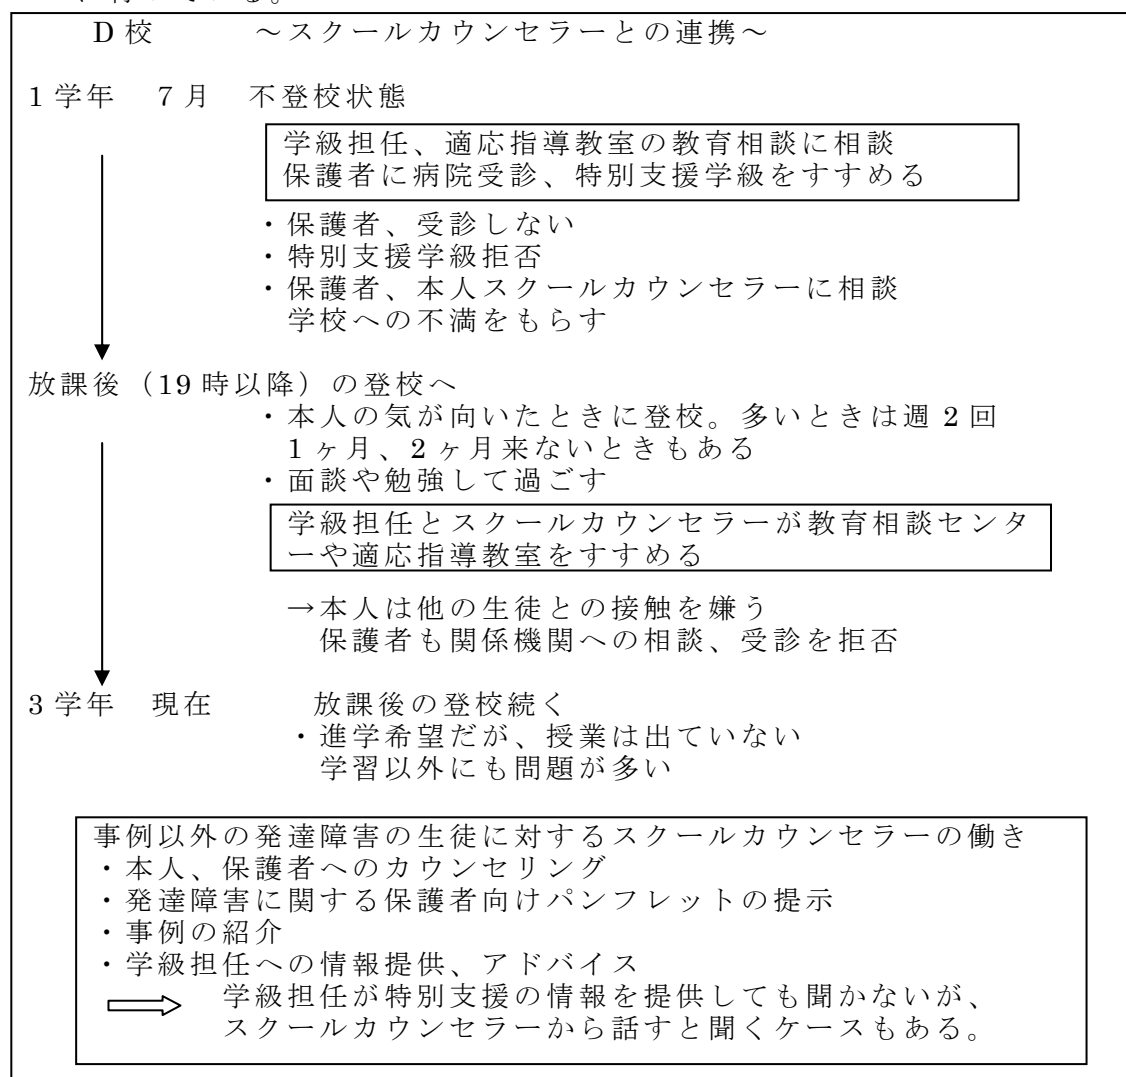 D校　～スクールカウンセラーとの連携～
1学年　7月　不登校状態
学級担任、適応指導教室の教育相談に相談
保護者に病院受診、特別支援学級をすすめる
・保護者、受診しない
・特別支援学級拒否
・保護者、本人スクールカウンセラーに相談
学校への不満をもらす
放課後（19時以降）の登校へ
・本人の気が向いたときに登校。多いときは週2回
1ヶ月、2ヶ月来ないときもある
・面談や勉強して過ごす
学級担任とスクールカウンセラーが教育相談センタ
ーや適応指導教室をすすめる
→本人は他の生徒との接触を嫌う
保護者も関係機関への相談、受診を拒否
3学年　現在　放課後の登校続く
・進学希望だが、授業は出ていない
学習以外にも問題が多い
事例以外の発達障害の生徒に対するスクールカウンセラーの働き
・本人、保護者へのカウンセリング
・発達障害に関する保護者向けパンフレットの提示
・事例の紹介
・学級担任への情報提供、アドバイス
学級担任が特別支援の情報を提供しても聞かないが、
スクールカウンセラーから話すと聞くケースもある。